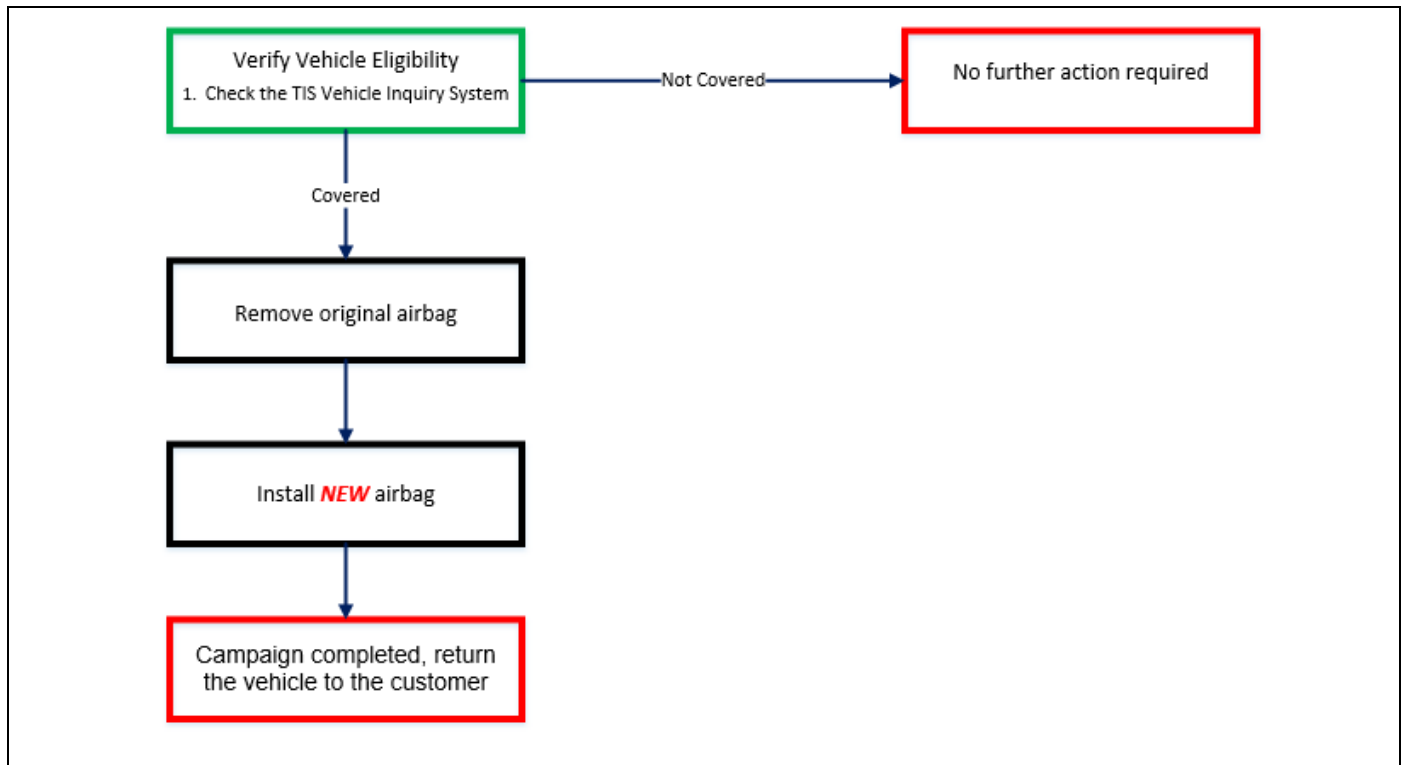 Verify Vehicle Eligibility
1. Check the TIS Vehicle Inquiry System
Not Covered
No further action required
Covered
Remove original airbag
Install NEW airbag
Campaign completed, return
the vehicle to the customer